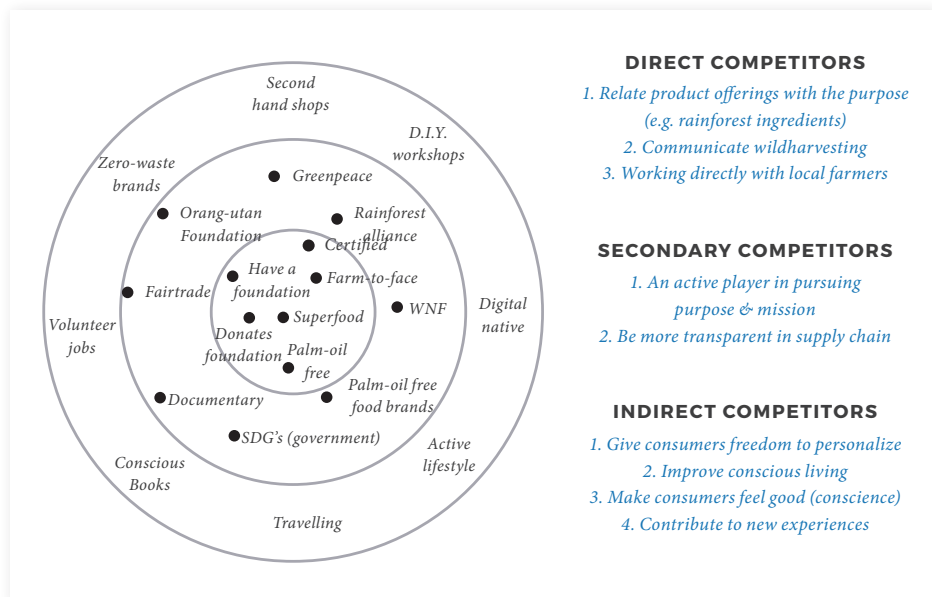 Second
hand shops
D.I.Y.
workshops
Zero-waste
brands
Greenpeace
Orang-utan
Foundation
Rainforest
alliance
Certified
Have a
foundation
Farm-to-face
Fairtrade
WNF
Digital
native
Superfood
Volunteer
jobs
Donates
foundation
Palm-oil
free
Palm-oil free
food brands
Documentary
SDG's (government)
Active
lifestyle
Conscious
Books
Travelling
DIRECT COMPETITORS
1. Relate product offerings with the purpose
(e.g. rainforest ingredients)
2. Communicate wildharvesting
3. Working directly with local farmers
SECONDARY COMPETITORS
1. An active player in pursuing
purpose & mission
2. Be more transparent in supply chain
INDIRECT COMPETITORS
1. Give consumers freedom to personalize
2. Improve conscious living
3. Make consumers feel good (conscience)
4. Contribute to new experiences